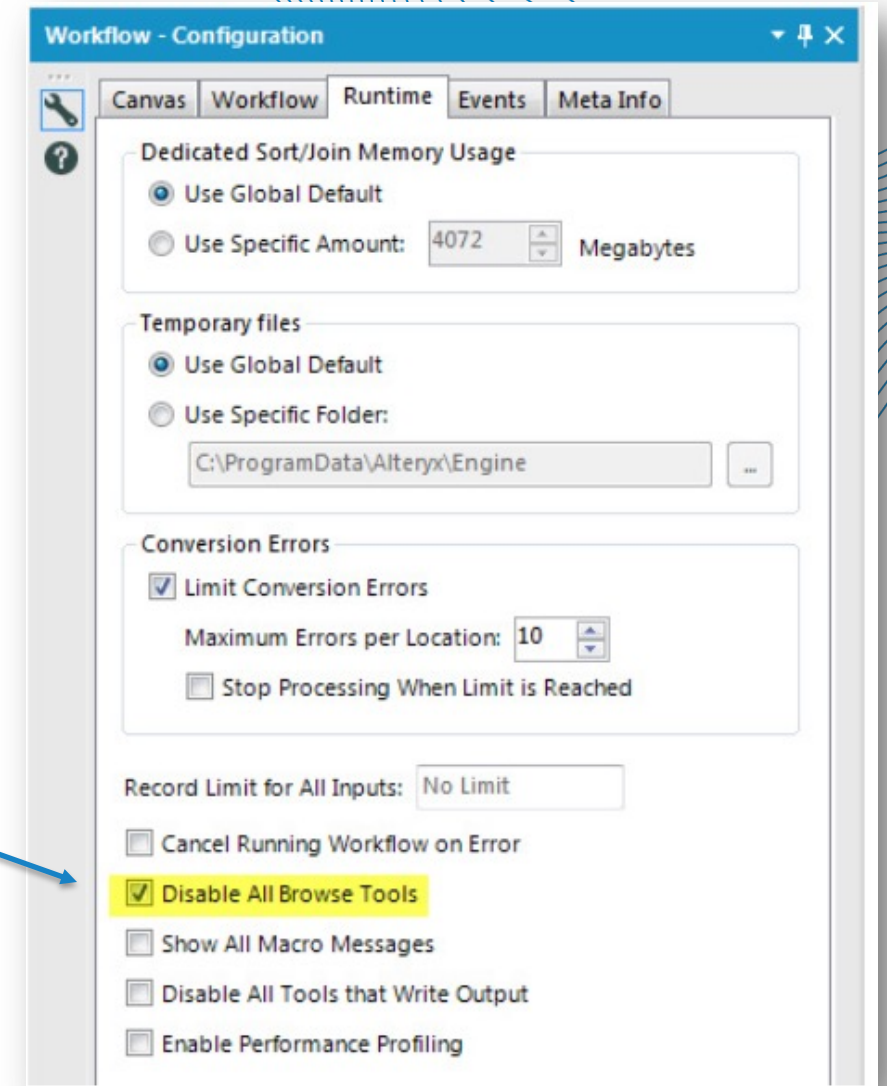 Workflow - Configuration
Canvas Workflow Runtime Events Meta Info
Dedicated Sort/Join Memory Usage
Use Global Default
Use Specific Amount: 4072 Megabytes
Temporary files
Use Global Default
Use Specific Folder:
C:\ProgramData\Alteryx\Engine ...
Conversion Errors
Limit Conversion Errors
Maximum Errors per Location: 10
Stop Processing When Limit is Reached
Record Limit for All Inputs: No Limit
Cancel Running Workflow on Error
Disable All Browse Tools
Show All Macro Messages
Disable All Tools that Write Output
Enable Performance Profiling